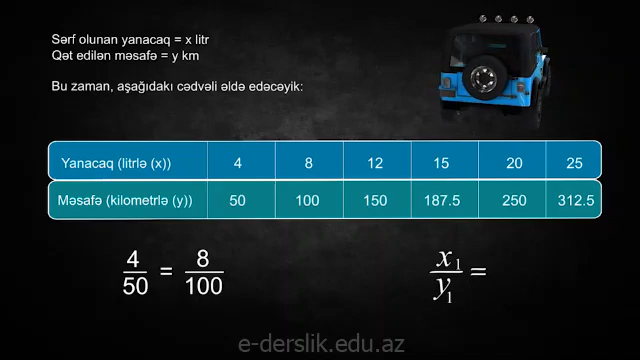 Sərf olunan yanacaq = x litr
Qət edilən məsafə = y km
Bu zaman, aşağıdakı cədvəli əldə edəcəyik:
Yanacaq (litrlə (x)) 4 8 12 15 20 25
Məsafə (kilometrlə (y)) 50 100 150 187.5 250 312.5
4/50 = 8/100
x₁/y₁ =
e-derslik.edu.az